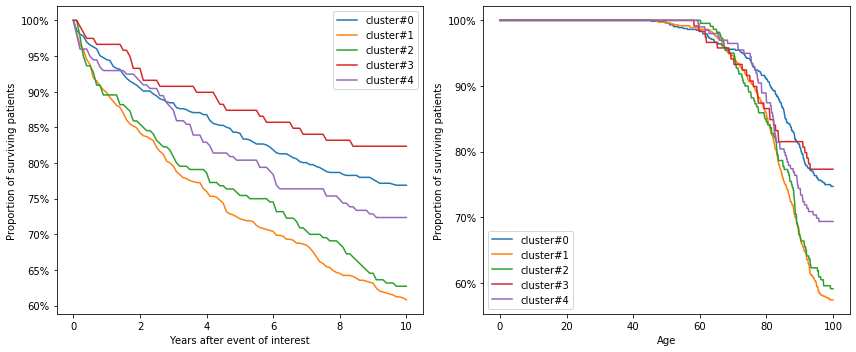 100%
95%
90%
85%
80%
75%
70%
65%
60%
Proportion of surviving patients
0 2 4 6 8 10
Years after event of interest
cluster#0
cluster#1
cluster#2
cluster#3
cluster#4
100%
90%
80%
70%
60%
Proportion of surviving patients
cluster#0
cluster#1
cluster#2
cluster#3
cluster#4
0 20 40 60 80 100
Age